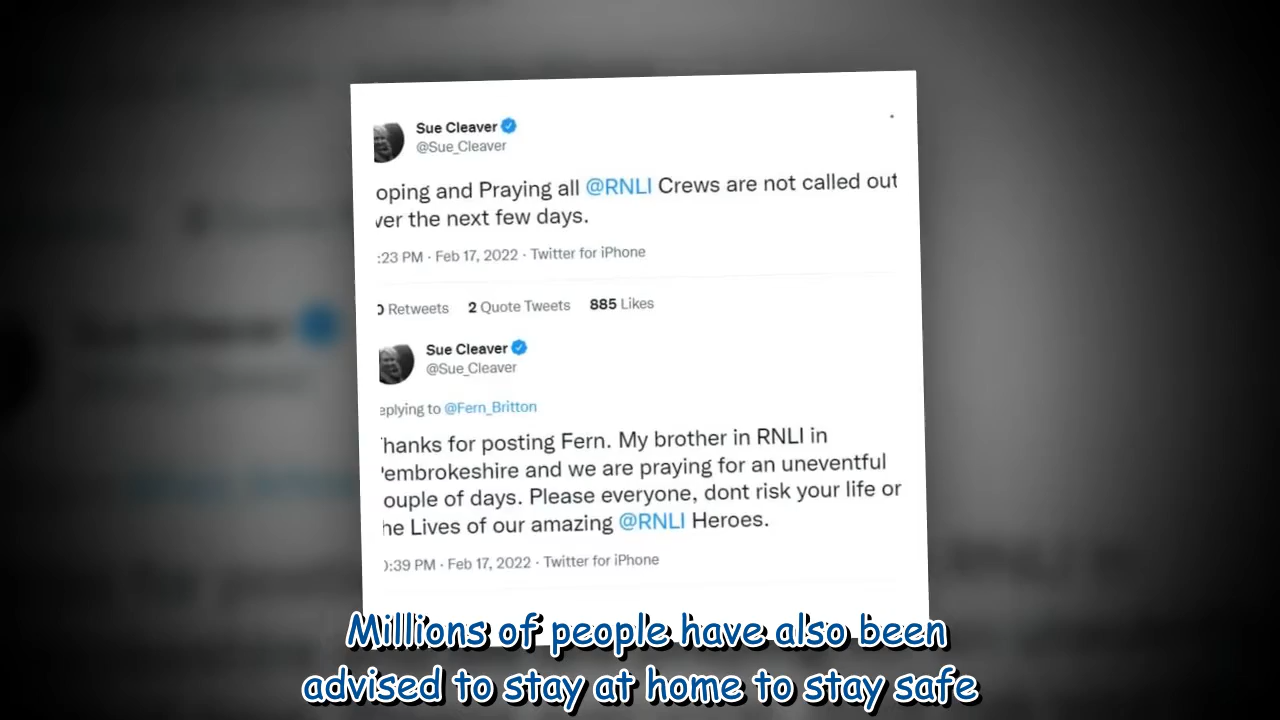 Sue Cleaver
@Sue_Cleaver
oping and Praying all @RNLI Crews are not called out
ver the next few days.
:23 PM · Feb 17, 2022 · Twitter for iPhone
0 Retweets 2 Quote Tweets 885 Likes
Sue Cleaver
@Sue_Cleaver
eplying to @Fern_Britton
hanks for posting Fern. My brother in RNLI in
embrokeshire and we are praying for an uneventful
ouple of days. Please everyone, dont risk your life or
he Lives of our amazing @RNLI Heroes.
:39 PM · Feb 17, 2022 · Twitter for iPhone
Millions of people have also been
advised to stay at home to stay safe